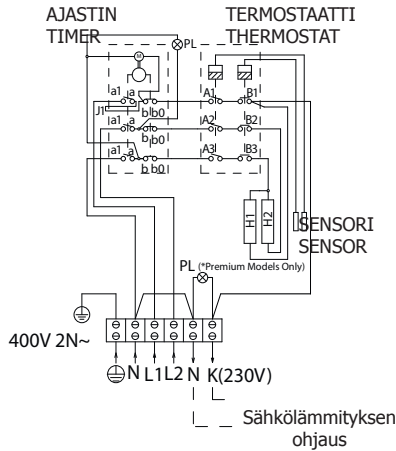 AJASTIN
TIMER
TERMOSTAATTI
THERMOSTAT
PL
M
a1 a
b b0
A1
B1
J1
a1 a
b b0
A2
B2
a1 a
b b0
A3
B3
H1
H2
SENSORI
SENSOR
PL (*Premium Models Only)
400V 2N~
N L1 L2 N K(230V)
Sähkölämmityksen
ohjaus